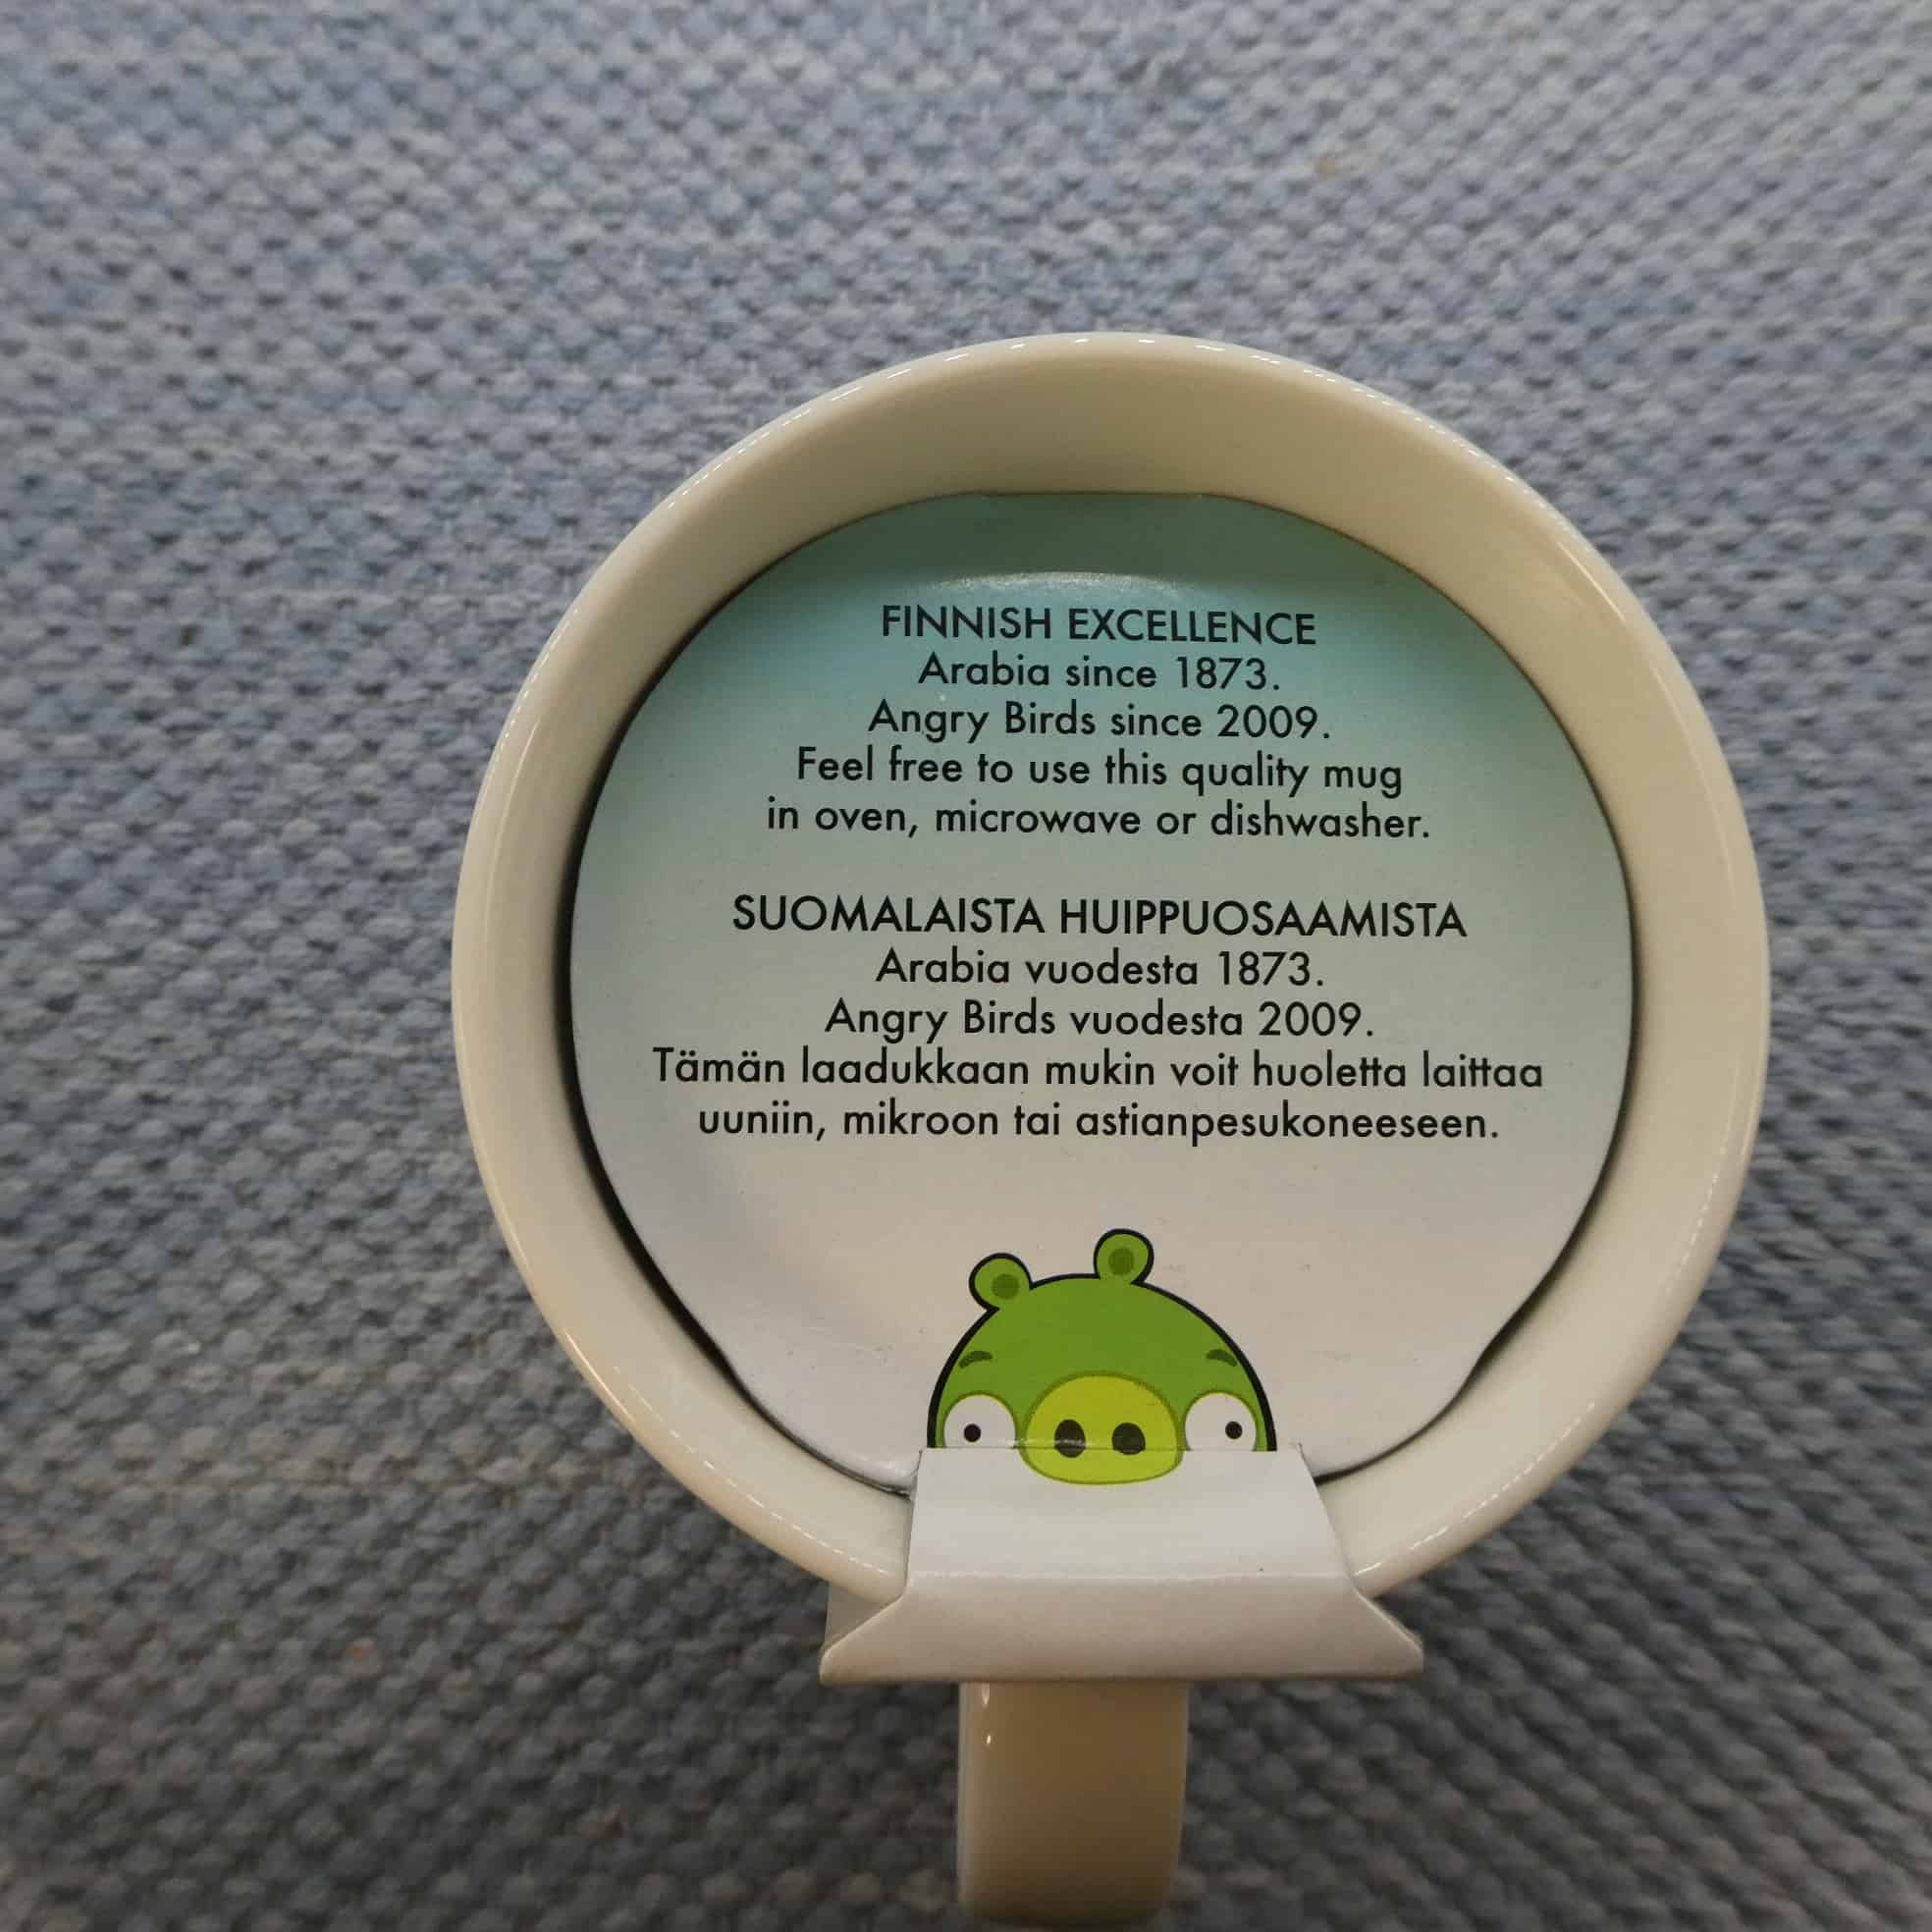 FINNISH EXCELLENCE
Arabia since 1873.
Angry Birds since 2009.
Feel free to use this quality mug
in oven, microwave or dishwasher.
SUOMALAISTA HUIPPUOSAAMISTA
Arabia vuodesta 1873.
Angry Birds vuodesta 2009.
Tämän laadukkaan mukin voit huoletta laittaa
uuniin, mikroon tai astianpesukoneeseen.